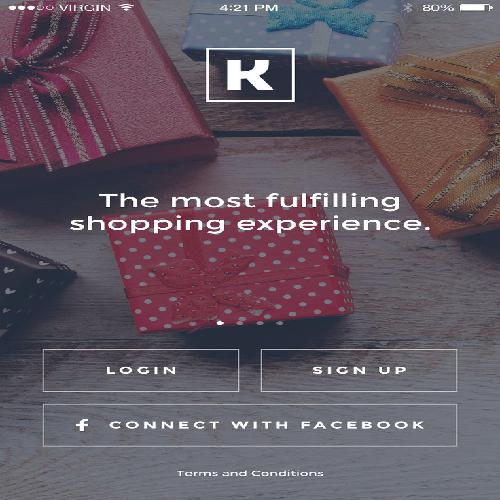 VIRGIN 4:21 PM 80%
K
The most fulfilling
shopping experience.
LOGIN SIGN UP
f CONNECT WITH FACEBOOK
Terms and Conditions